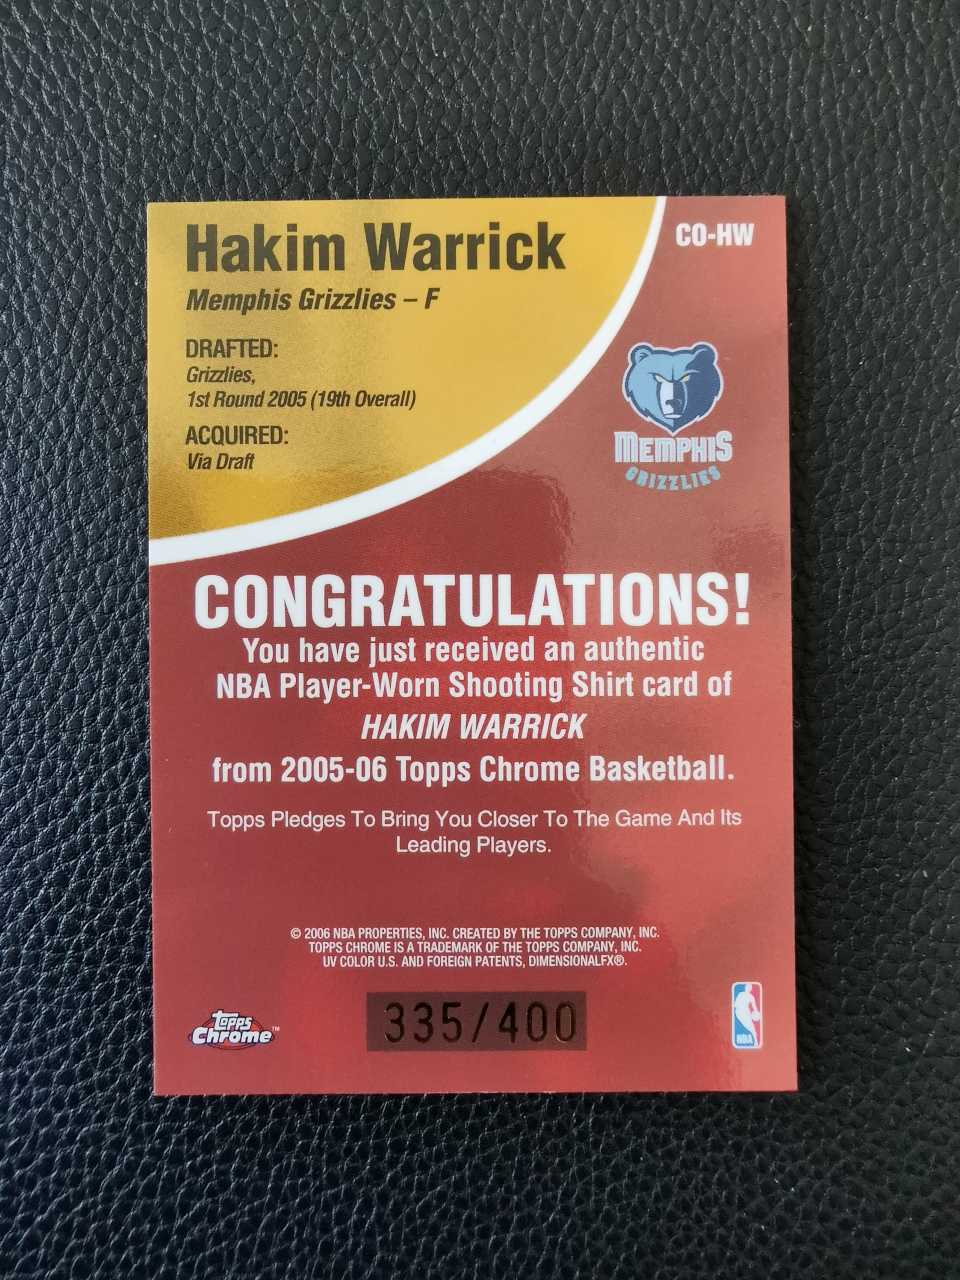 Hakim Warrick
CO-HW
Memphis Grizzlies – F
DRAFTED:
Grizzlies,
1st Round 2005 (19th Overall)
ACQUIRED:
Via Draft
MEMPHIS
GRIZZLIES
CONGRATULATIONS!
You have just received an authentic
NBA Player-Worn Shooting Shirt card of
HAKIM WARRICK
from 2005-06 Topps Chrome Basketball.
Topps Pledges To Bring You Closer To The Game And Its
Leading Players.
© 2006 NBA PROPERTIES, INC. CREATED BY THE TOPPS COMPANY, INC.
TOPPS CHROME IS A TRADEMARK OF THE TOPPS COMPANY, INC.
UV COLOR U.S. AND FOREIGN PATENTS, DIMENSIONALFX®.
Topps
Chrome™
335/400
NBA